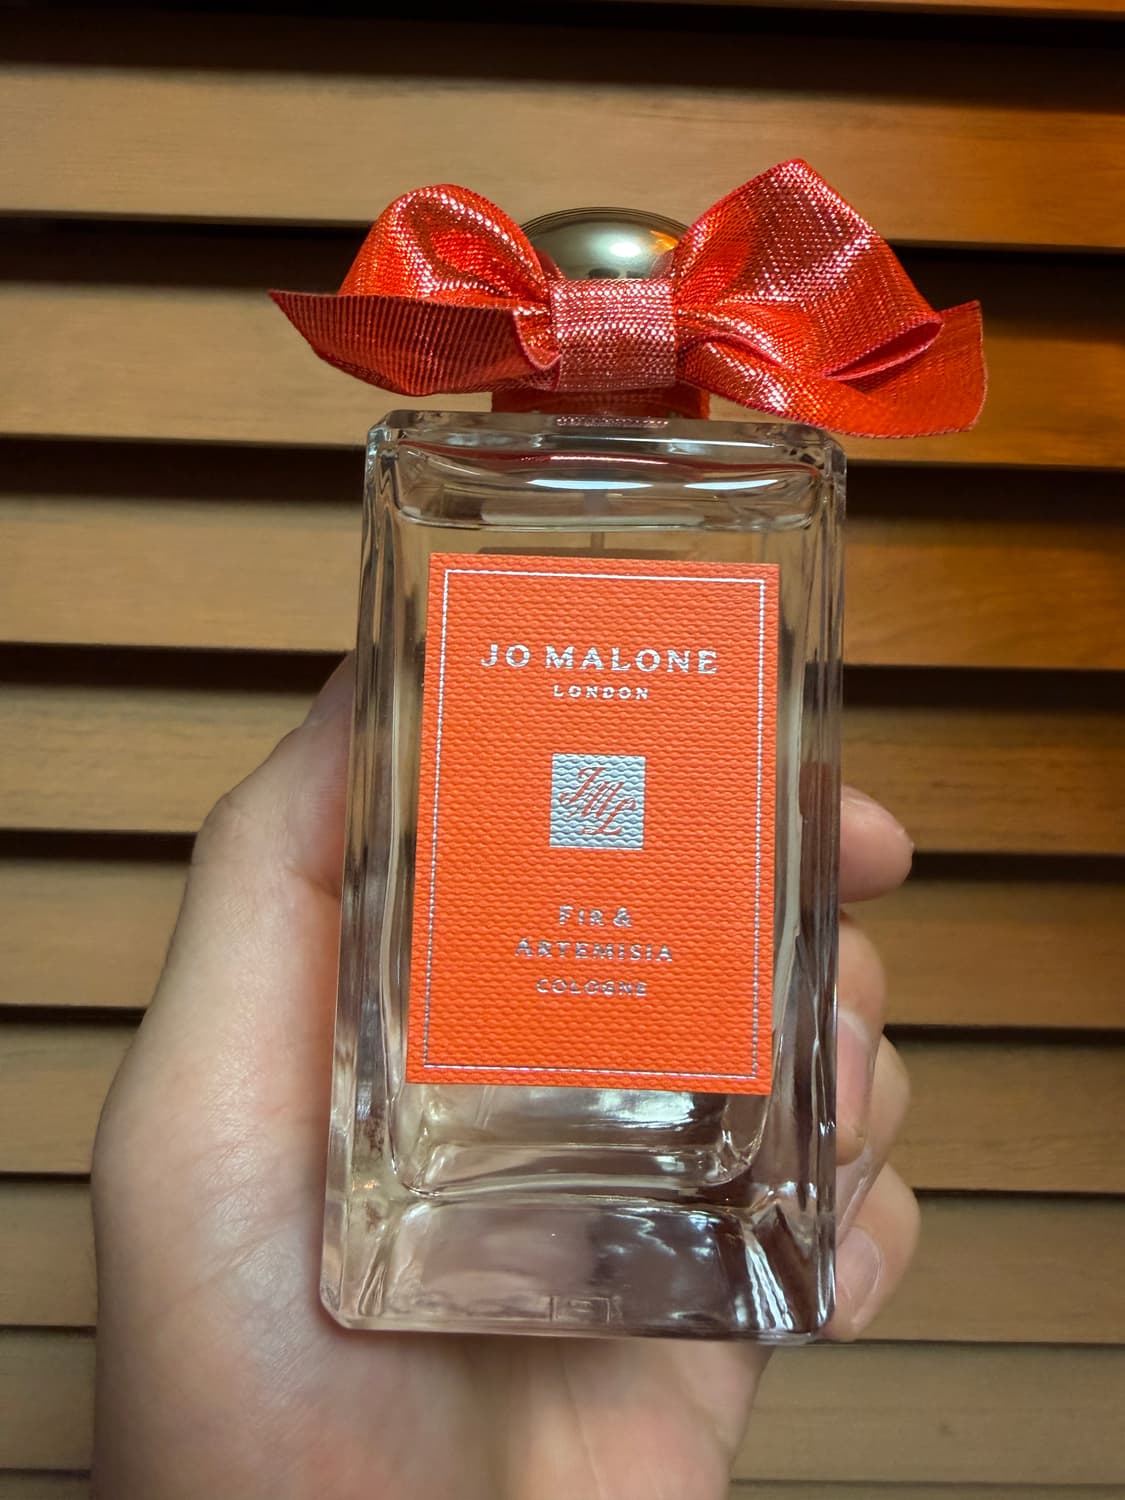 JO MALONE
LONDON
JML
FIR &
ARTEMISIA
COLOGNE